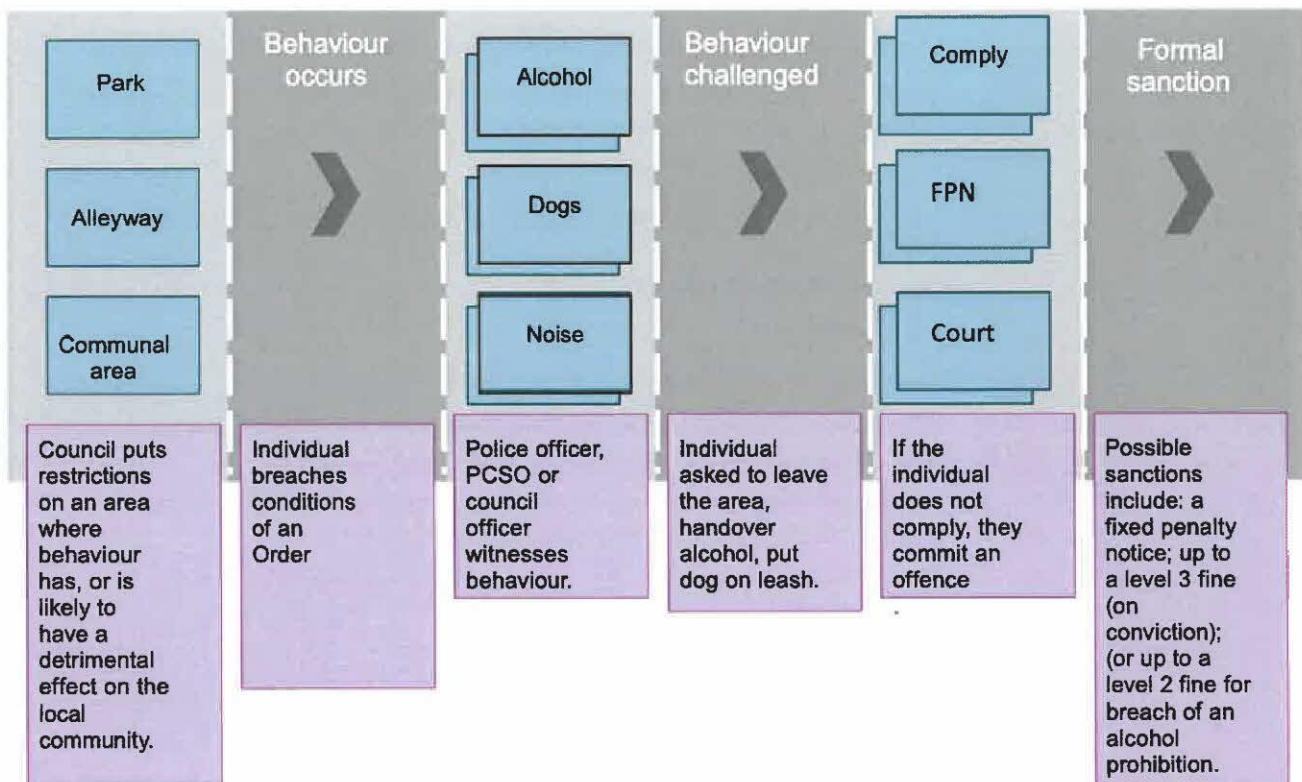 Park
Alleyway
Communal
area
Behaviour
occurs
Alcohol
Dogs
Noise
Behaviour
challenged
Comply
FPN
Court
Formal
sanction
Council puts
restrictions
on an area
where
behaviour
has, or is
likely to
have a
detrimental
effect on the
local
community.
Individual
breaches
conditions
of an
Order
Police officer,
PCSO or
council
officer
witnesses
behaviour.
Individual
asked to leave
the area,
handover
alcohol, put
dog on leash.
If the
individual
does not
comply, they
commit an
offence
Possible
sanctions
include: a
fixed penalty
notice; up to
a level 3 fine
(on
conviction);
(or up to a
level 2 fine for
breach of an
alcohol
prohibition.